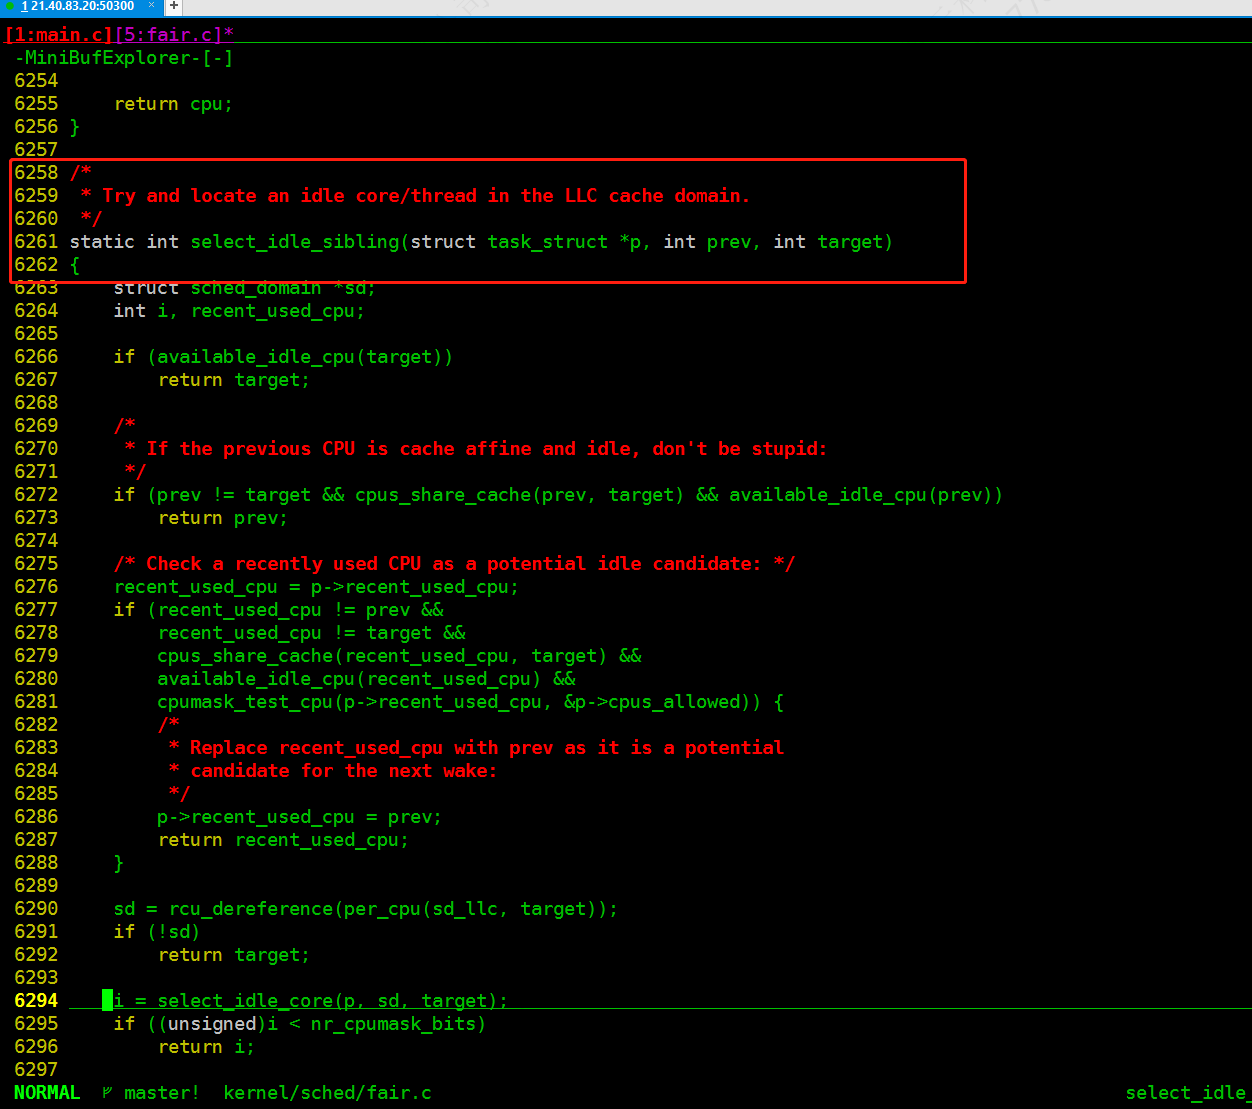 1 21.40.83.20:50300 × +
[1:main.c][5:fair.c]*
-MiniBufExplorer-[-]
6254
6255     return cpu;
6256 }
6257
6258 /*
6259  * Try and locate an idle core/thread in the LLC cache domain.
6260  */
6261 static int select_idle_sibling(struct task_struct *p, int prev, int target)
6262 {
6263     struct sched_domain *sd;
6264     int i, recent_used_cpu;
6265
6266     if (available_idle_cpu(target))
6267         return target;
6268
6269     /*
6270      * If the previous CPU is cache affine and idle, don't be stupid:
6271      */
6272     if (prev != target && cpus_share_cache(prev, target) && available_idle_cpu(prev))
6273         return prev;
6274
6275     /* Check a recently used CPU as a potential idle candidate: */
6276     recent_used_cpu = p->recent_used_cpu;
6277     if (recent_used_cpu != prev &&
6278         recent_used_cpu != target &&
6279         cpus_share_cache(recent_used_cpu, target) &&
6280         available_idle_cpu(recent_used_cpu) &&
6281         cpumask_test_cpu(p->recent_used_cpu, &p->cpus_allowed)) {
6282         /*
6283          * Replace recent_used_cpu with prev as it is a potential
6284          * candidate for the next wake:
6285          */
6286         p->recent_used_cpu = prev;
6287         return recent_used_cpu;
6288     }
6289
6290     sd = rcu_dereference(per_cpu(sd_llc, target));
6291     if (!sd)
6292         return target;
6293
6294     i = select_idle_core(p, sd, target);
6295     if ((unsigned)i < nr_cpumask_bits)
6296         return i;
6297
NORMAL master! kernel/sched/fair.c select_idle_